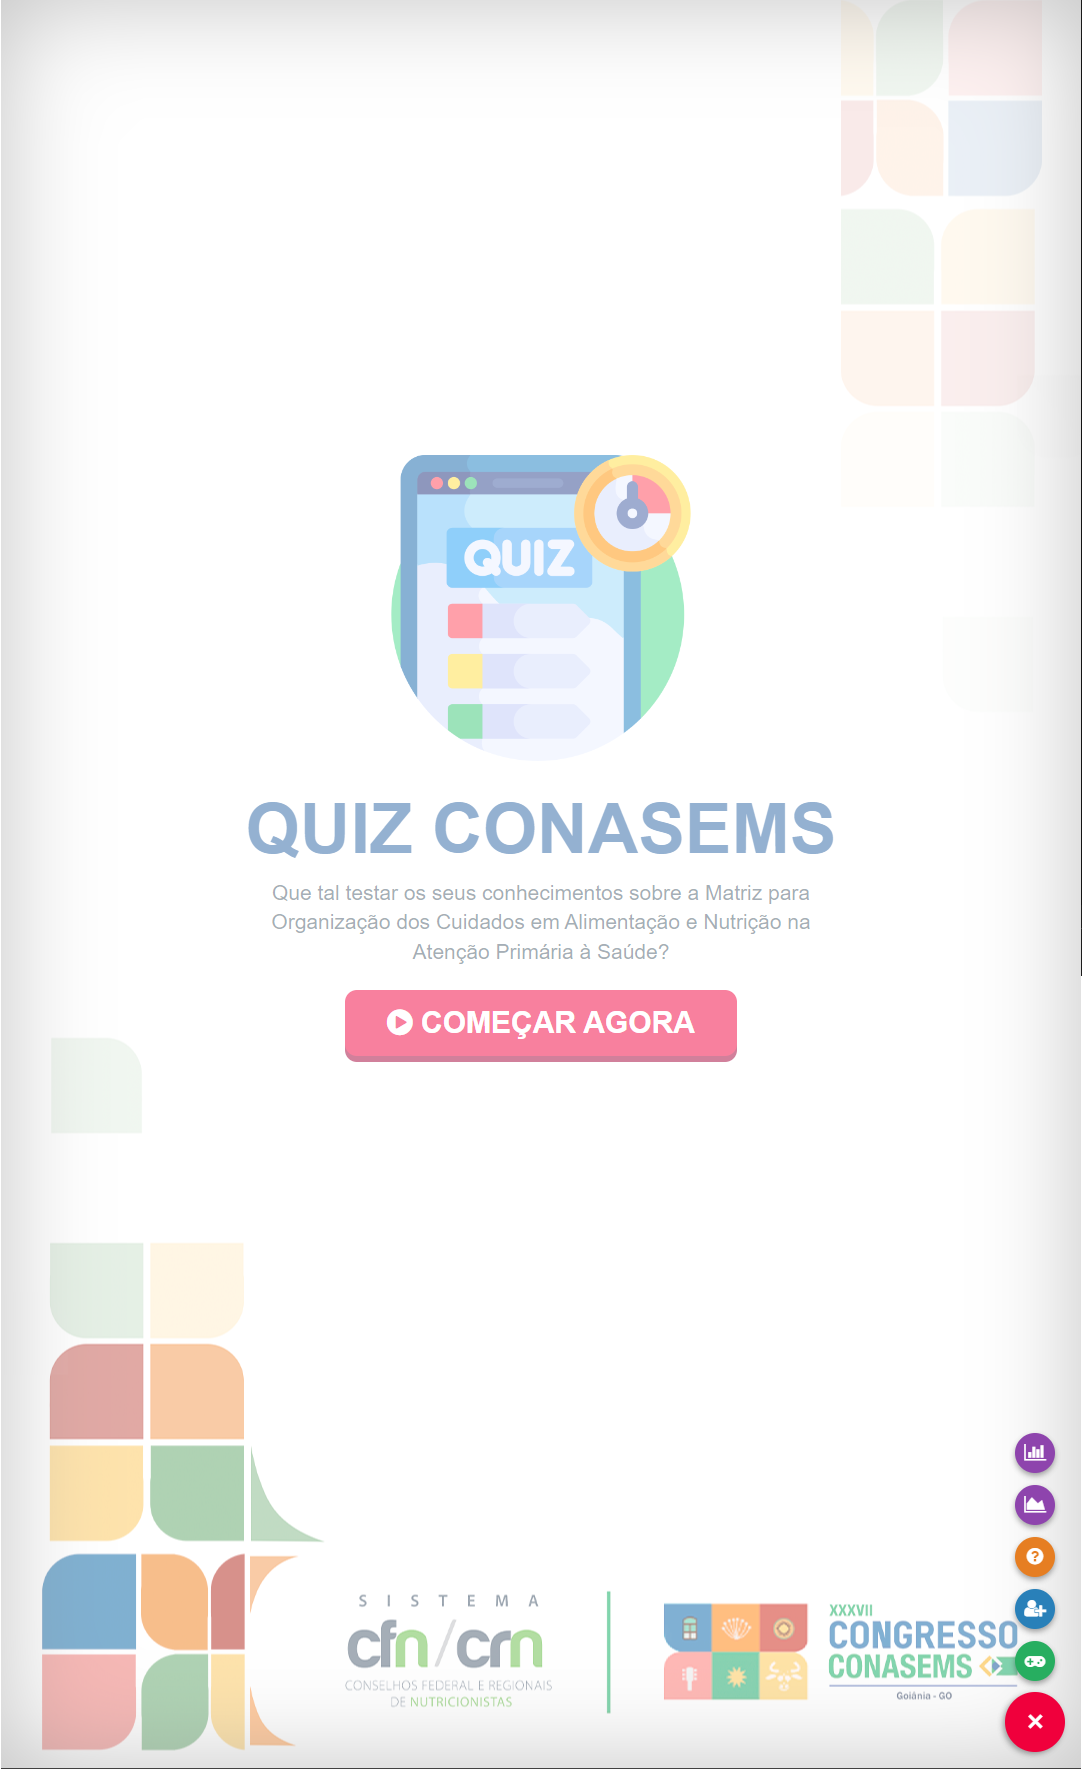 QUIZ
QUIZ CONASEMS
Que tal testar os seus conhecimentos sobre a Matriz para
Organização dos Cuidados em Alimentação e Nutrição na
Atenção Primária à Saúde?
COMEÇAR AGORA
SISTEMA
cfn/crn
CONSELHOS FEDERAL E REGIONAIS
DE NUTRICIONISTAS
XXXVII
CONGRESSO
CONASEMS
Goiânia - GO